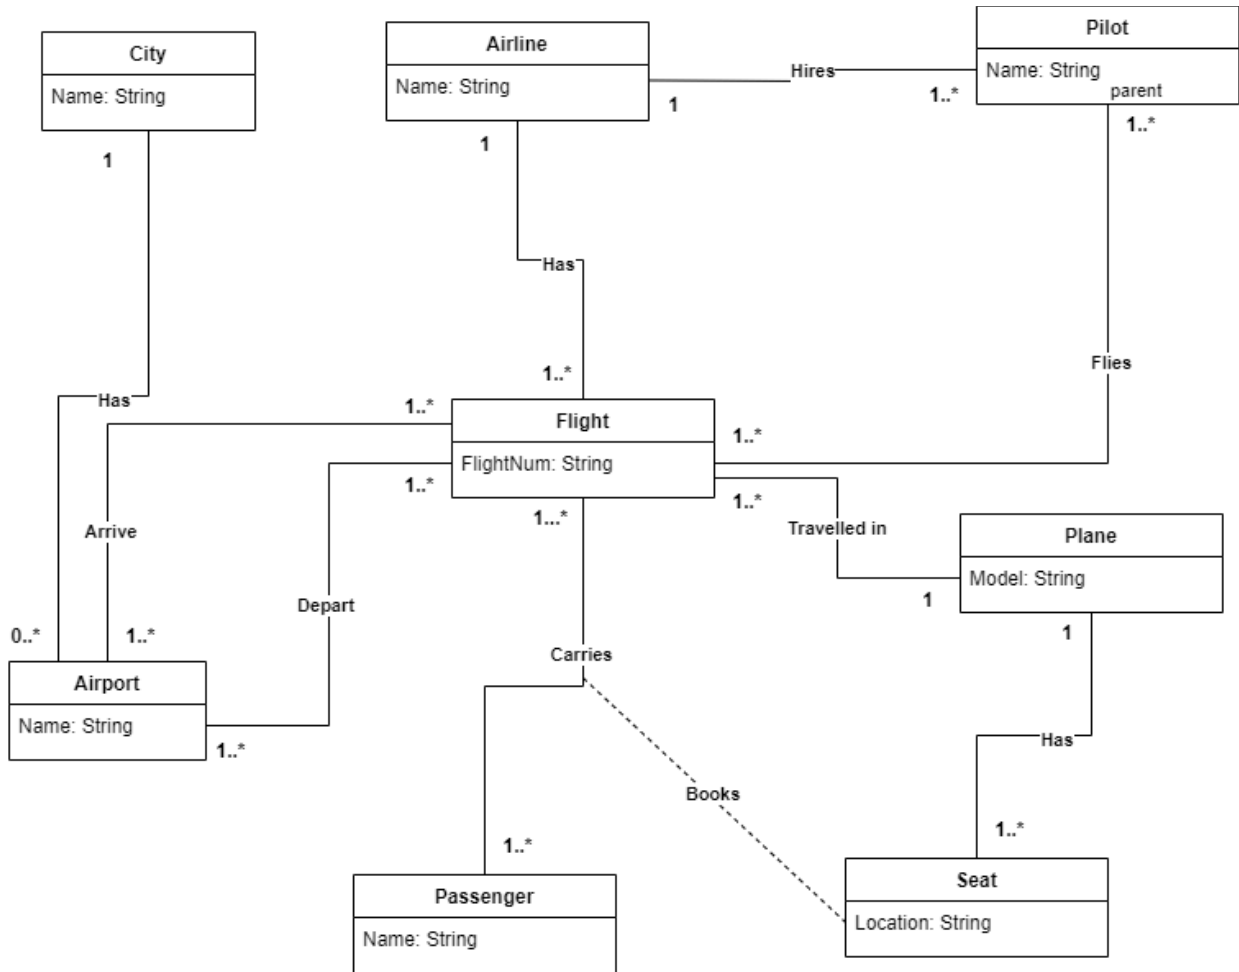 City
Name: String
1
Airline
Name: String
1
1
Hires
Pilot
Name: String
parent
1..*
1..*
Has
Has
Flies
1..*
1..*
Flight
FlightNum: String
1..*
1..*
1..*
1...*
Arrive
Depart
Travelled in
Plane
Model: String
1
1
0..*
1..*
Airport
Name: String
1..*
Carries
Has
Books
1..*
1..*
Passenger
Name: String
Seat
Location: String